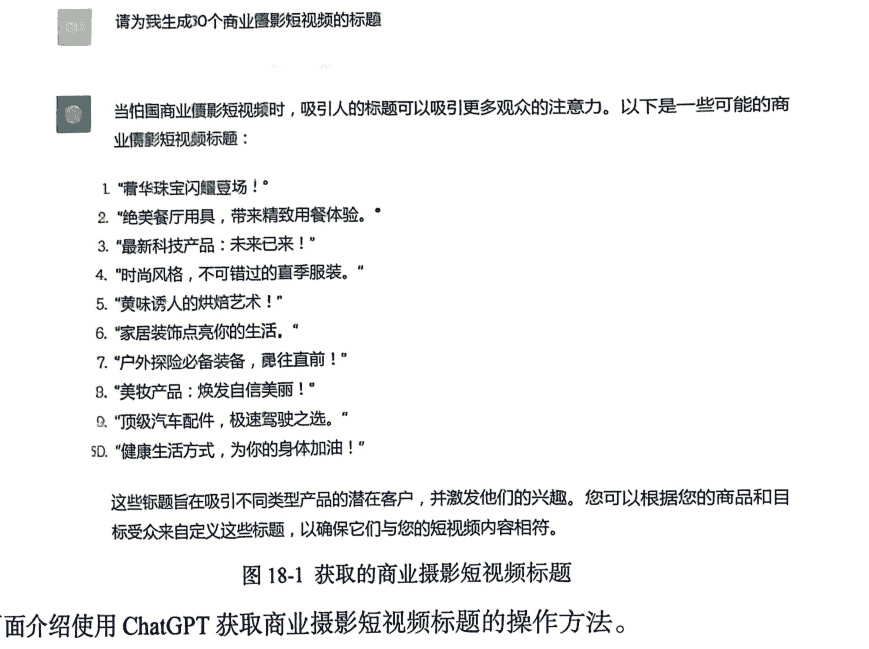 请为我生成30个商业摄影短视频的标题
当拍摄商业摄影短视频时，吸引人的标题可以吸引更多观众的注意力。以下是一些可能的商
业摄影短视频标题：
1. “奢华珠宝闪耀登场！”
2. “绝美餐厅用具，带来精致用餐体验。”
3. “最新科技产品：未来已来！”
4. “时尚风格，不可错过的夏季服装。”
5. “美味诱人的烘焙艺术！”
6. “家居装饰点亮你的生活。”
7. “户外探险必备装备，勇往直前！”
8. “美妆产品：焕发自信美丽！”
9. “顶级汽车配件，极速驾驶之选。”
10. “健康生活方式，为你的身体加油！”
这些标题旨在吸引不同类型产品的潜在客户，并激发他们的兴趣。您可以根据您的商品和目
标受众来自定义这些标题，以确保它们与您的短视频内容相符。
图 18-1 获取的商业摄影短视频标题
面介绍使用 ChatGPT 获取商业摄影短视频标题的操作方法。